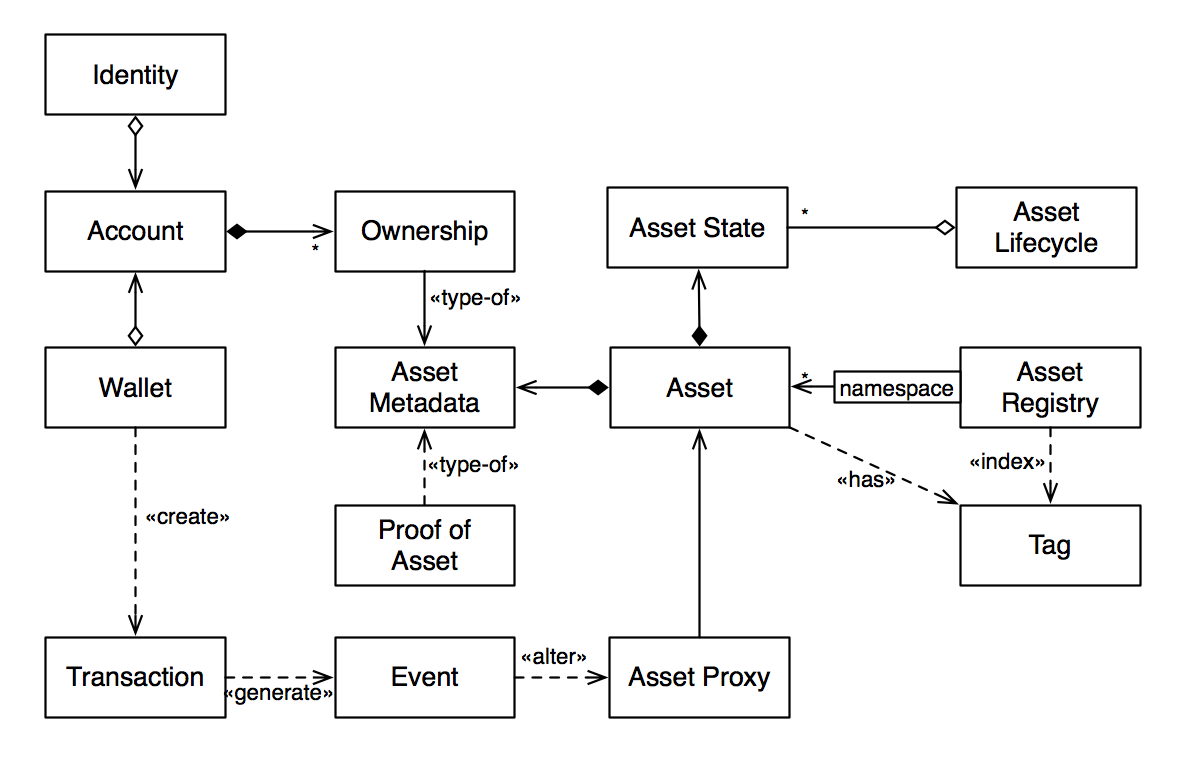 Identity
Account
*
Ownership
Asset State
*
Asset
Lifecycle
«type-of»
Wallet
Asset
Metadata
Asset
*
namespace
Asset
Registry
«type-of»
«has»
«index»
«create»
Proof of
Asset
Tag
Transaction
«generate»
Event
«alter»
Asset Proxy